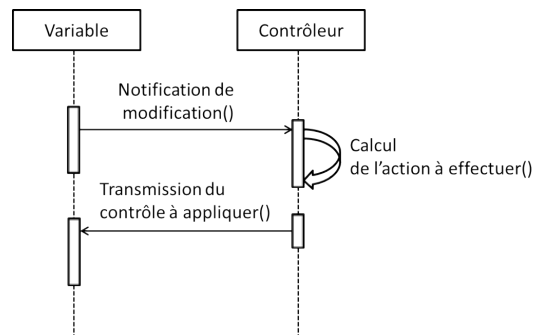 Variable
Contrôleur
Notification de
modification()
Calcul
de l'action à effectuer()
Transmission du
contrôle à appliquer()